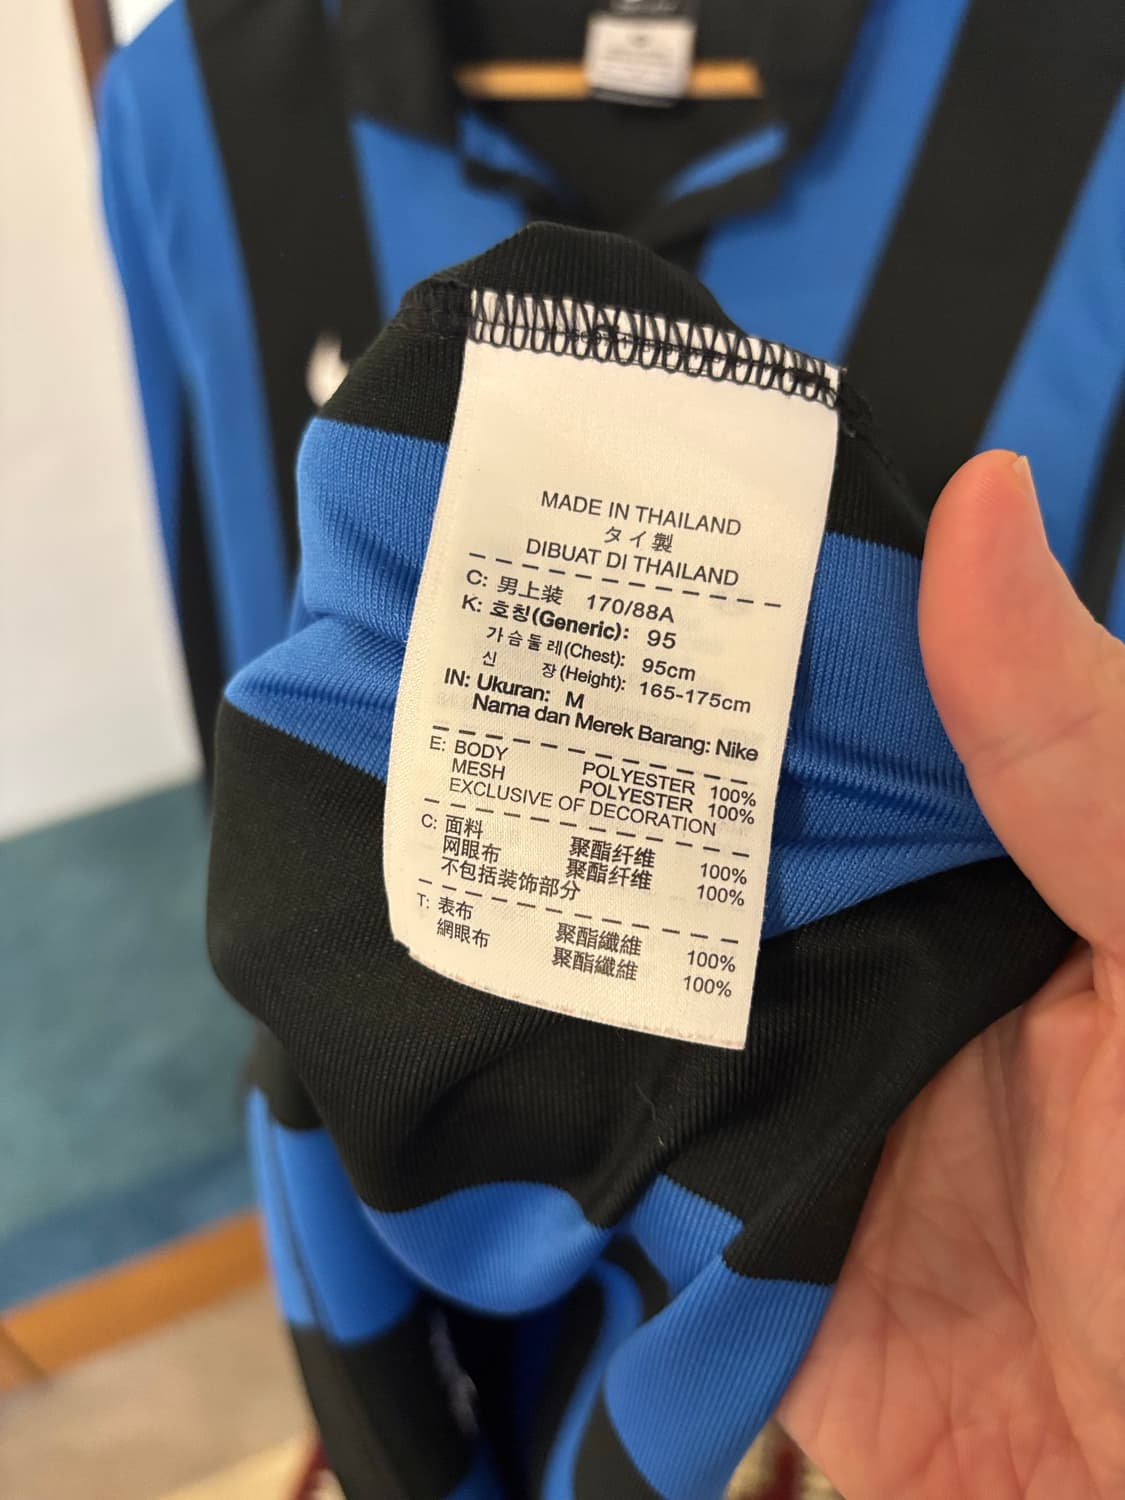 MADE IN THAILAND
タイ製
DIBUAT DI THAILAND
C: 男上装 170/88A
K: 호칭(Generic): 95
가슴둘레(Chest): 95cm
신 장(Height): 165-175cm
IN: Ukuran: M
Nama dan Merek Barang: Nike
E: BODY POLYESTER 100%
MESH POLYESTER 100%
EXCLUSIVE OF DECORATION
C: 面料 聚酯纤维 100%
网眼布 聚酯纤维 100%
不包括装饰部分
T: 表布 聚酯纖維 100%
網眼布 聚酯纖維 100%